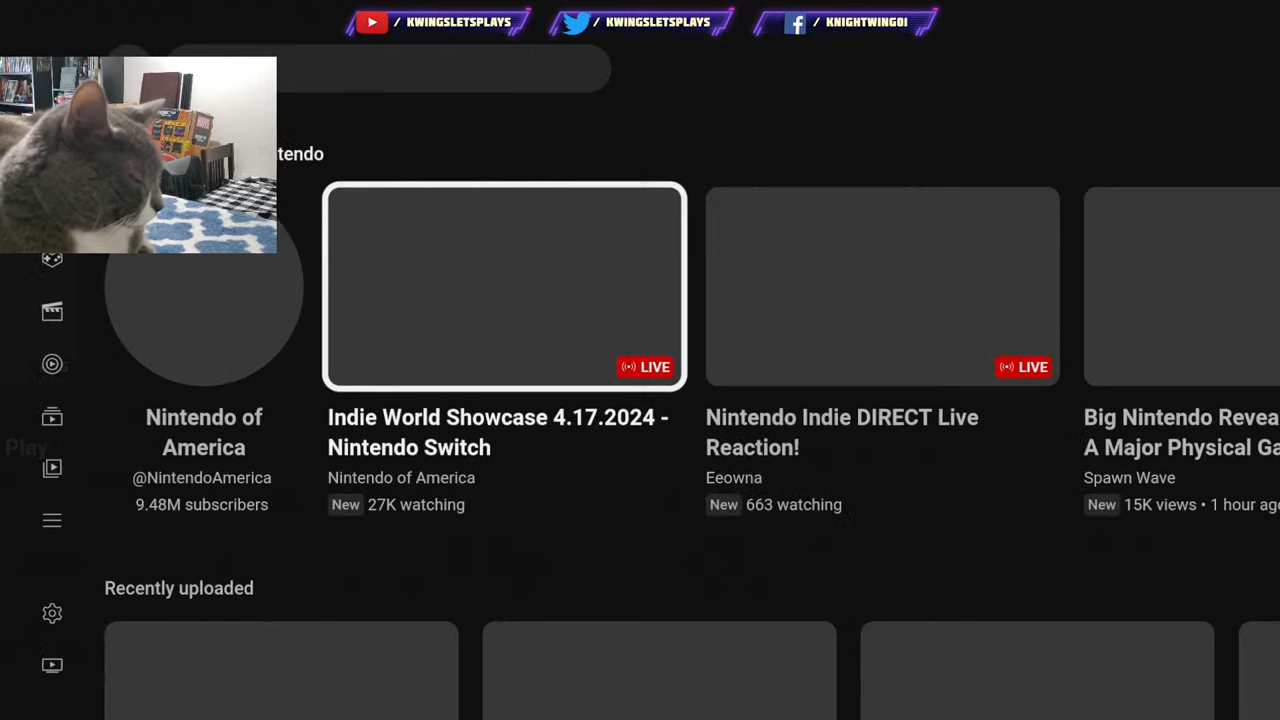 / KWINGSLETSPLAYS
/ KWINGSLETSPLAYS
/ KNIGHTWING01
tendo
LIVE
LIVE
Nintendo of
America
@NintendoAmerica
9.48M subscribers
Indie World Showcase 4.17.2024 -
Nintendo Switch
Nintendo of America
New 27K watching
Nintendo Indie DIRECT Live
Reaction!
Eeowna
New 663 watching
Big Nintendo Revea
A Major Physical Ga
Spawn Wave
New 15K views • 1 hour ago
Play
Recently uploaded